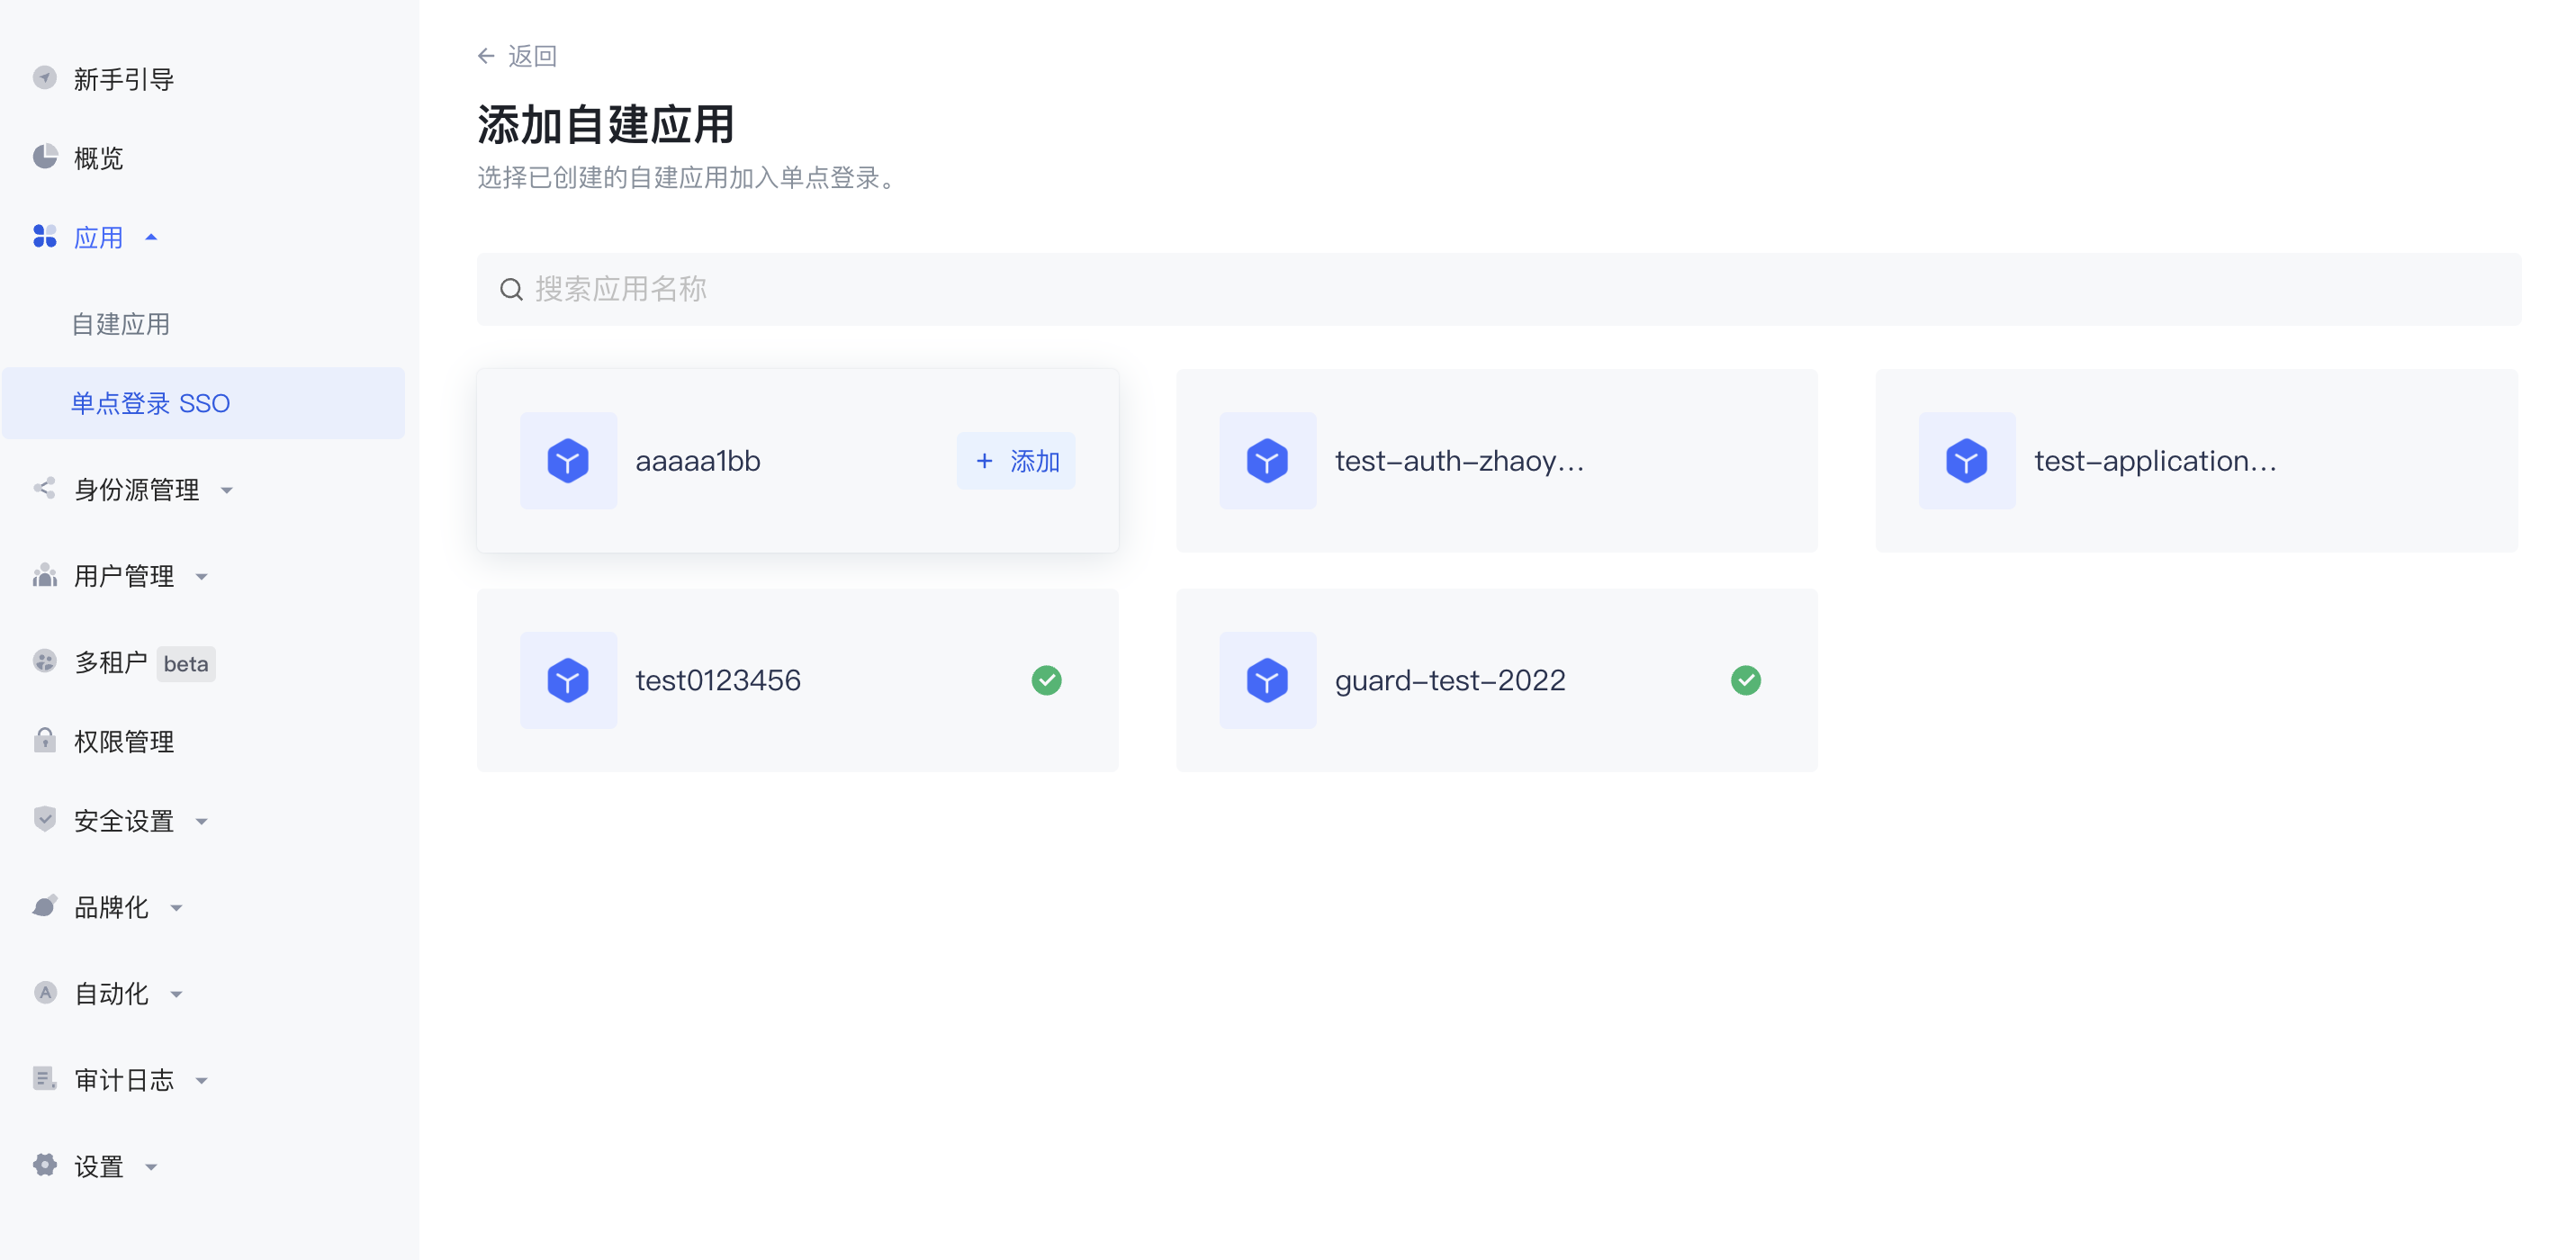 新手引导
概览
应用
自建应用
单点登录 SSO
身份源管理
用户管理
多租户 beta
权限管理
安全设置
品牌化
自动化
审计日志
设置
返回
添加自建应用
选择已创建的自建应用加入单点登录。
搜索应用名称
aaaaa1bb
+ 添加
test-auth-zhaoy...
test-application...
test0123456
guard-test-2022